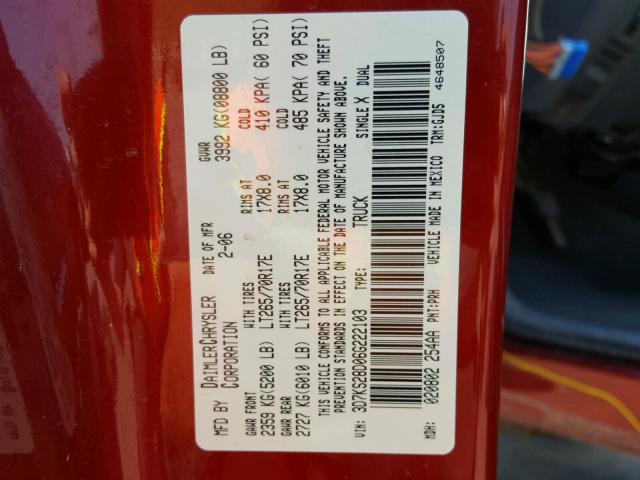 MFD BY DAIMLERCHRYSLER CORPORATION DATE OF MFR 2-06 GVWR 3992 KG(08800 LB)
GAWR FRONT WITH TIRES RIMS AT COLD
2359 KG(5200 LB) LT265/70R17E 17X8.0 410 KPA( 60 PSI)
GAWR REAR WITH TIRES RIMS AT COLD
2727 KG(6010 LB) LT265/70R17E 17X8.0 485 KPA( 70 PSI)
THIS VEHICLE CONFORMS TO ALL APPLICABLE FEDERAL MOTOR VEHICLE SAFETY AND THEFT
PREVENTION STANDARDS IN EFFECT ON THE DATE OF MANUFACTURE SHOWN ABOVE.
VIN: 3D7KS28D06G222103 TYPE: TRUCK SINGLE X DUAL
MDH: 020802 254AA PNT:PRH VEHICLE MADE IN MEXICO TRM:GJD5
4648507